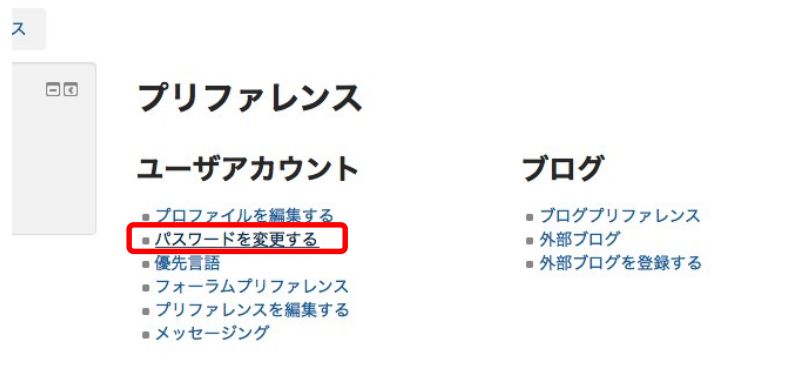 ス
プリファレンス
ユーザアカウント
プロファイルを編集する
パスワードを変更する
優先言語
フォーラムプリファレンス
プリファレンスを編集する
メッセージング
ブログ
ブログプリファレンス
外部ブログ
外部ブログを登録する